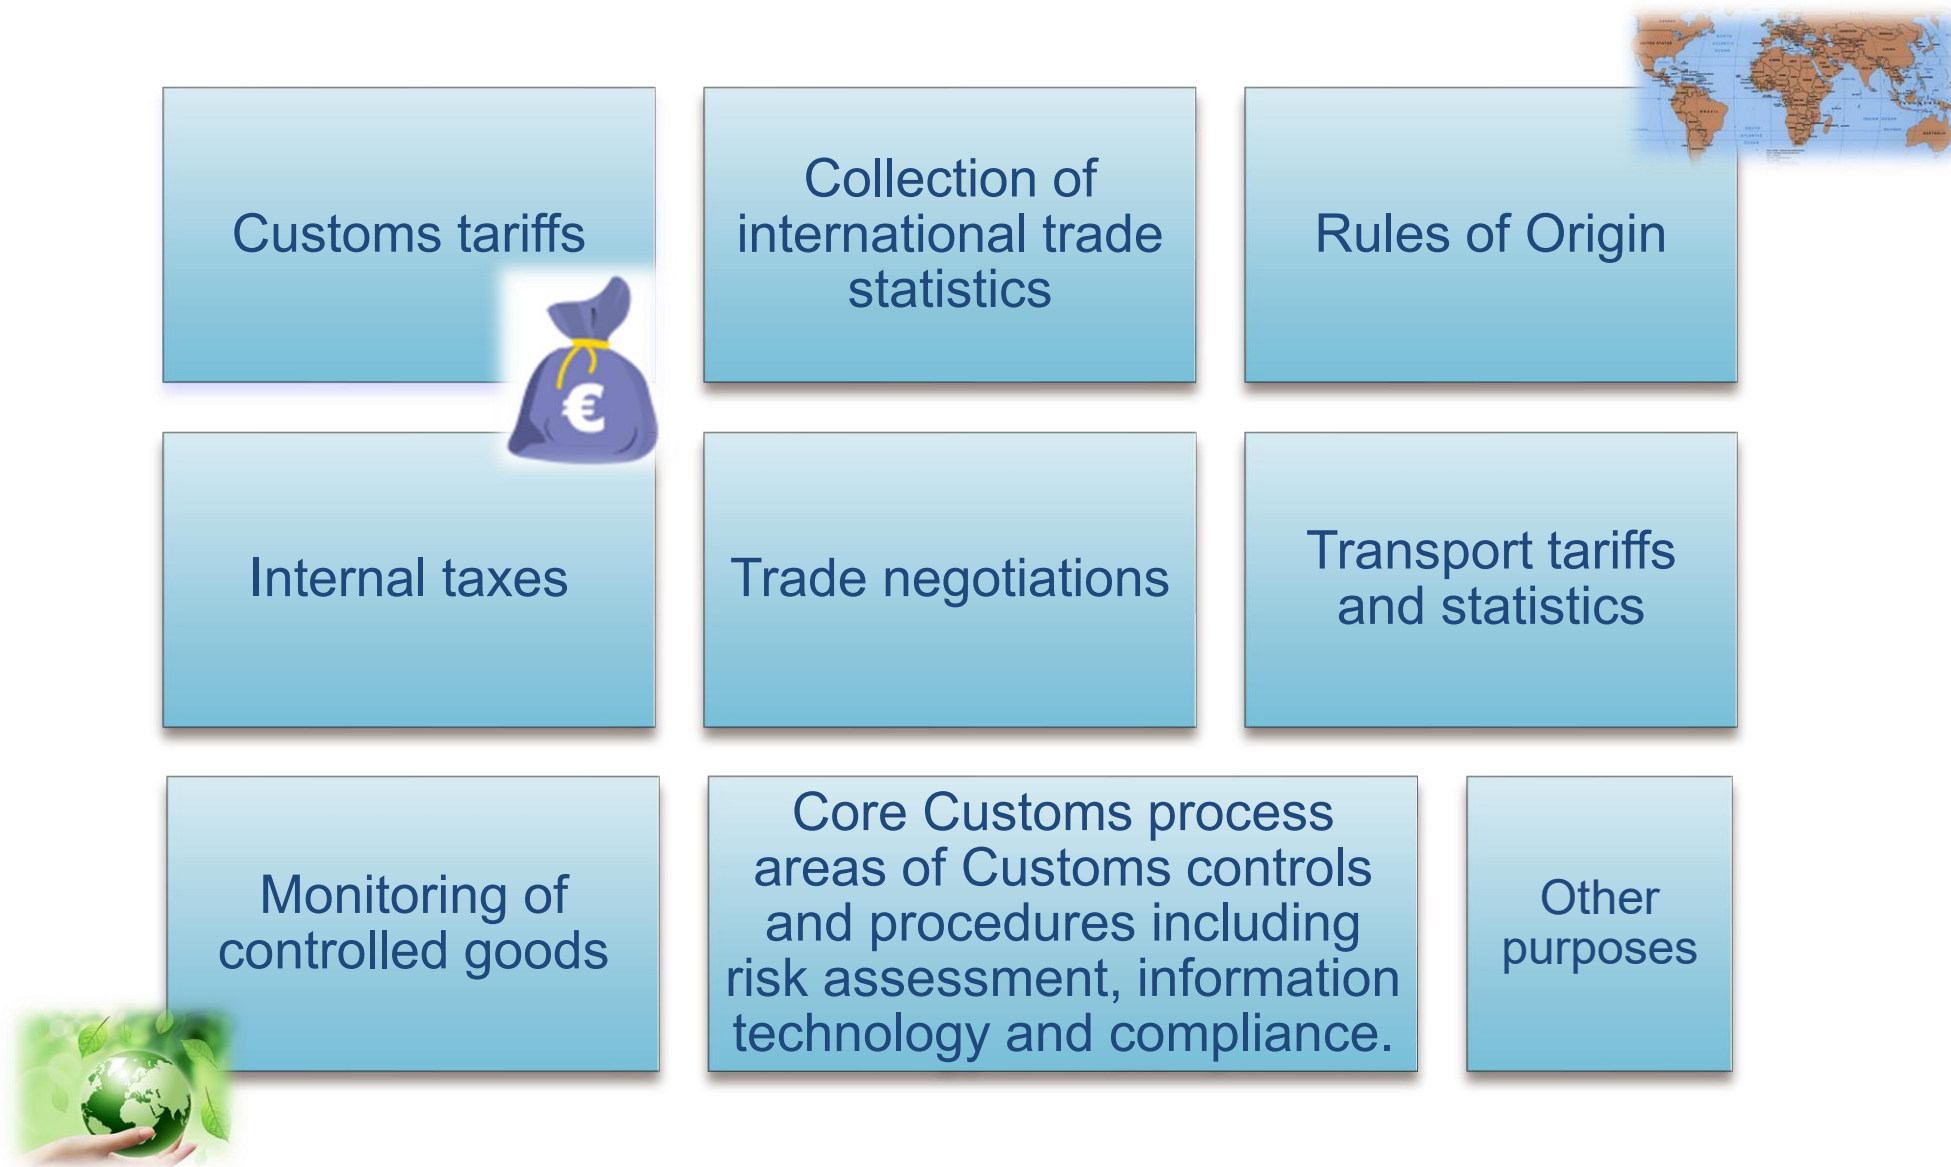 Customs tariffs
Collection of
international trade
statistics
Rules of Origin
€
Internal taxes
Trade negotiations
Transport tariffs
and statistics
Monitoring of
controlled goods
Core Customs process
areas of Customs controls
and procedures including
risk assessment, information
technology and compliance.
Other
purposes